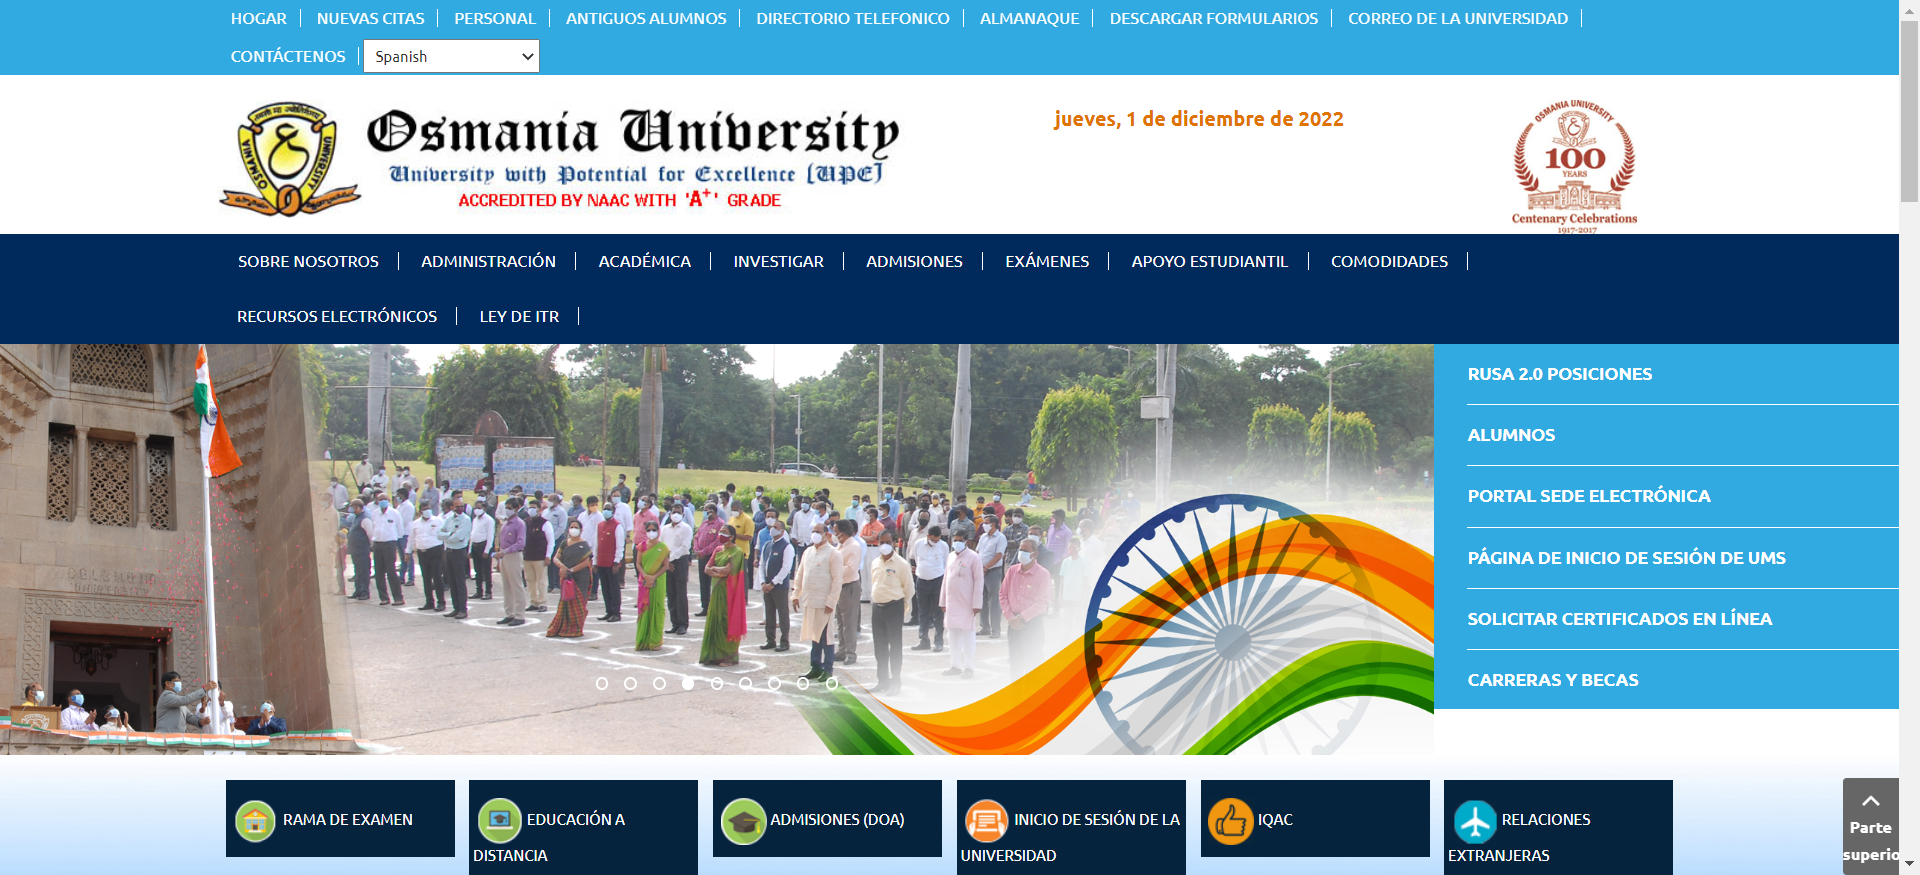 HOGAR NUEVAS CITAS PERSONAL ANTIGUOS ALUMNOS DIRECTORIO TELEFONICO ALMANAQUE DESCARGAR FORMULARIOS CORREO DE LA UNIVERSIDAD
CONTÁCTENOS Spanish
Osmania University
University with Potential for Excellence [UPE]
ACCREDITED BY NAAC WITH 'A+' GRADE
jueves, 1 de diciembre de 2022
OSMANIA UNIVERSITY
100
YEARS
Centenary Celebrations
1917-2017
OSMANIA UNIVERSITY
SOBRE NOSOTROS ADMINISTRACIÓN ACADÉMICA INVESTIGAR ADMISIONES EXÁMENES APOYO ESTUDIANTIL COMODIDADES
RECURSOS ELECTRÓNICOS LEY DE ITR
RUSA 2.0 POSICIONES
ALUMNOS
PORTAL SEDE ELECTRÓNICA
PÁGINA DE INICIO DE SESIÓN DE UMS
SOLICITAR CERTIFICADOS EN LÍNEA
CARRERAS Y BECAS
RAMA DE EXAMEN
EDUCACIÓN A
DISTANCIA
ADMISIONES (DOA)
INICIO DE SESIÓN DE LA
UNIVERSIDAD
IQAC
RELACIONES
EXTRANJERAS
Parte
superio